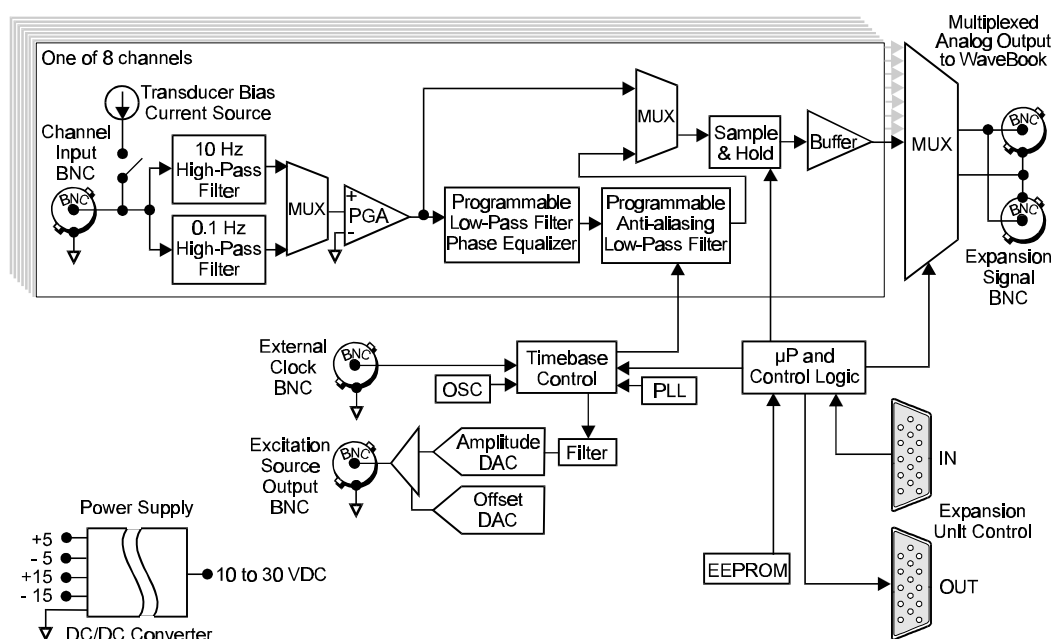 Multiplexed
Analog Output
to WaveBook
One of 8 channels
Transducer Bias
Current Source
Channel
Input
BNC
BNC
10 Hz
High-Pass
Filter
0.1 Hz
High-Pass
Filter
MUX
+
-
PGA
Programmable
Low-Pass Filter
Phase Equalizer
Programmable
Anti-aliasing
Low-Pass Filter
MUX
Sample
& Hold
Buffer
MUX
BNC
BNC
Expansion
Signal
BNC
External
Clock
BNC
BNC
Timebase
Control
OSC
PLL
µP and
Control Logic
Excitation
Source
Output
BNC
BNC
Amplitude
DAC
Filter
Offset
DAC
IN
Expansion
Unit Control
OUT
EEPROM
Power Supply
+5
- 5
+15
- 15
10 to 30 VDC
DC/DC Converter